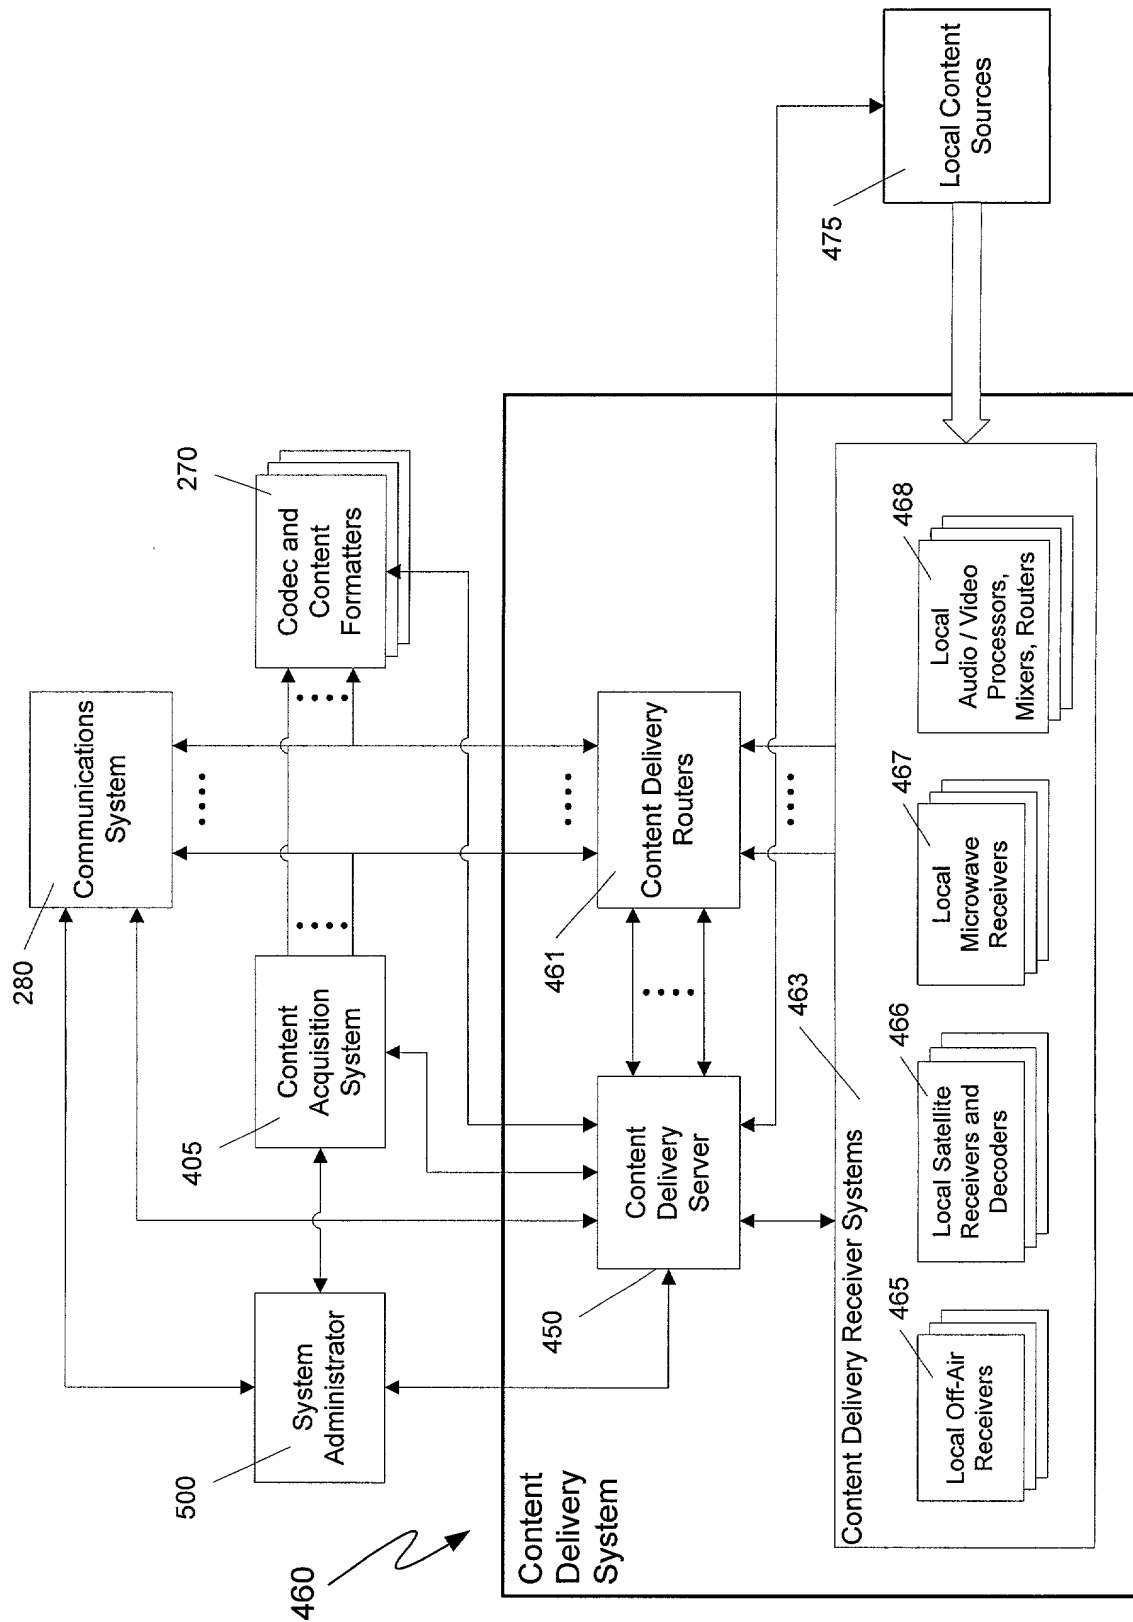 280
Communications
System
270
Codec and
Content
Formatters
405
Content
Acquisition
System
500
System
Administrator
460
Content
Delivery
System
450
Content
Delivery
Server
461
Content Delivery
Routers
475
Local Content
Sources
463
Content Delivery Receiver Systems
465
Local Off-Air
Receivers
466
Local Satellite
Receivers and
Decoders
467
Local
Microwave
Receivers
468
Local
Audio / Video
Processors,
Mixers, Routers